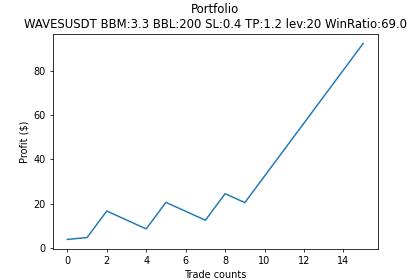 Portfolio
WAVESUSDT BBM:3.3 BBL:200 SL:0.4 TP:1.2 lev:20 WinRatio:69.0
Profit ($)
80
60
40
20
0
0 2 4 6 8 10 12 14
Trade counts